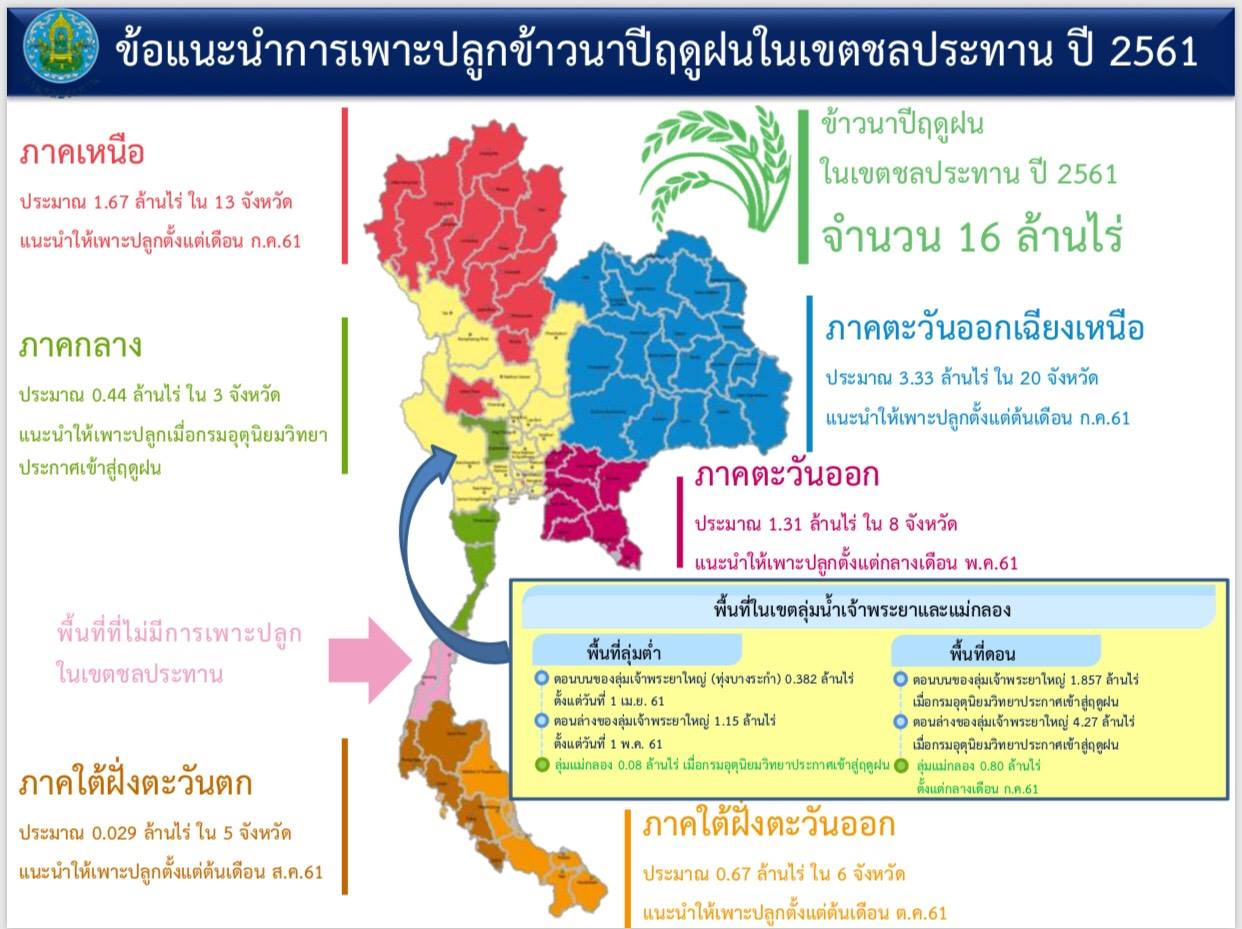 ข้อแนะนำการเพาะปลูกข้าวนาปีฤดูฝนในเขตชลประทาน ปี 2561
ภาคเหนือ
ประมาณ 1.67 ล้านไร่ ใน 13 จังหวัด
แนะนำให้เพาะปลูกตั้งแต่เดือน ก.ค.61
ข้าวนาปีฤดูฝน
ในเขตชลประทาน ปี 2561
จำนวน 16 ล้านไร่
ภาคกลาง
ประมาณ 0.44 ล้านไร่ ใน 3 จังหวัด
แนะนำให้เพาะปลูกเมื่อกรมอุตุนิยมวิทยา
ประกาศเข้าสู่ฤดูฝน
ภาคตะวันออกเฉียงเหนือ
ประมาณ 3.33 ล้านไร่ ใน 20 จังหวัด
แนะนำให้เพาะปลูกตั้งแต่ต้นเดือน ก.ค.61
ภาคตะวันออก
ประมาณ 1.31 ล้านไร่ ใน 8 จังหวัด
แนะนำให้เพาะปลูกตั้งแต่กลางเดือน พ.ค.61
พื้นที่ที่ไม่มีการเพาะปลูก
ในเขตชลประทาน
พื้นที่ในเขตลุ่มน้ำเจ้าพระยาและแม่กลอง
พื้นที่ลุ่มต่ำ
ตอนบนของลุ่มเจ้าพระยาใหญ่ (ทุ่งบางระกำ) 0.382 ล้านไร่
ตั้งแต่วันที่ 1 เม.ย. 61
ตอนล่างของลุ่มเจ้าพระยาใหญ่ 1.15 ล้านไร่
ตั้งแต่วันที่ 1 พ.ค. 61
ลุ่มแม่กลอง 0.08 ล้านไร่ เมื่อกรมอุตุนิยมวิทยาประกาศเข้าสู่ฤดูฝน
พื้นที่ดอน
ตอนบนของลุ่มเจ้าพระยาใหญ่ 1.857 ล้านไร่
เมื่อกรมอุตุนิยมวิทยาประกาศเข้าสู่ฤดูฝน
ตอนล่างของลุ่มเจ้าพระยาใหญ่ 4.27 ล้านไร่
เมื่อกรมอุตุนิยมวิทยาประกาศเข้าสู่ฤดูฝน
ลุ่มแม่กลอง 0.80 ล้านไร่
ตั้งแต่กลางเดือน ก.ค.61
ภาคใต้ฝั่งตะวันตก
ประมาณ 0.029 ล้านไร่ ใน 5 จังหวัด
แนะนำให้เพาะปลูกตั้งแต่ต้นเดือน ส.ค.61
ภาคใต้ฝั่งตะวันออก
ประมาณ 0.67 ล้านไร่ ใน 6 จังหวัด
แนะนำให้เพาะปลูกตั้งแต่ต้นเดือน ต.ค.61